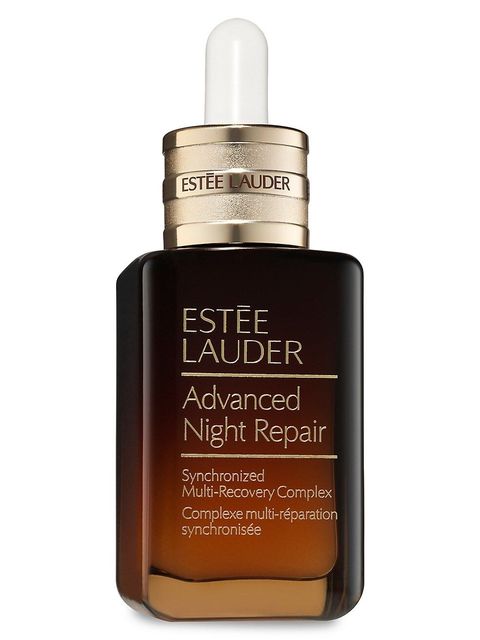 ESTĒE LAUDER
ESTĒE
LAUDER
Advanced
Night Repair
Synchronized
Multi-Recovery Complex
Complexe multi-réparation
synchronisée